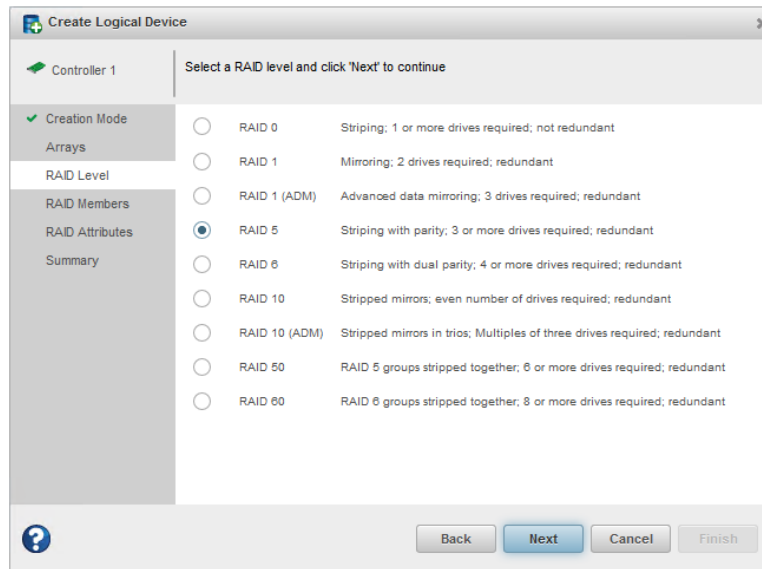 Create Logical Device
Controller 1
Select a RAID level and click 'Next' to continue
Creation Mode
Arrays
RAID Level
RAID Members
RAID Attributes
Summary
RAID 0 Striping; 1 or more drives required; not redundant
RAID 1 Mirroring; 2 drives required; redundant
RAID 1 (ADM) Advanced data mirroring; 3 drives required; redundant
RAID 5 Striping with parity; 3 or more drives required; redundant
RAID 6 Striping with dual parity; 4 or more drives required; redundant
RAID 10 Stripped mirrors; even number of drives required; redundant
RAID 10 (ADM) Stripped mirrors in trios; Multiples of three drives required; redundant
RAID 50 RAID 5 groups stripped together; 6 or more drives required; redundant
RAID 60 RAID 6 groups stripped together; 8 or more drives required; redundant
? Back Next Cancel Finish